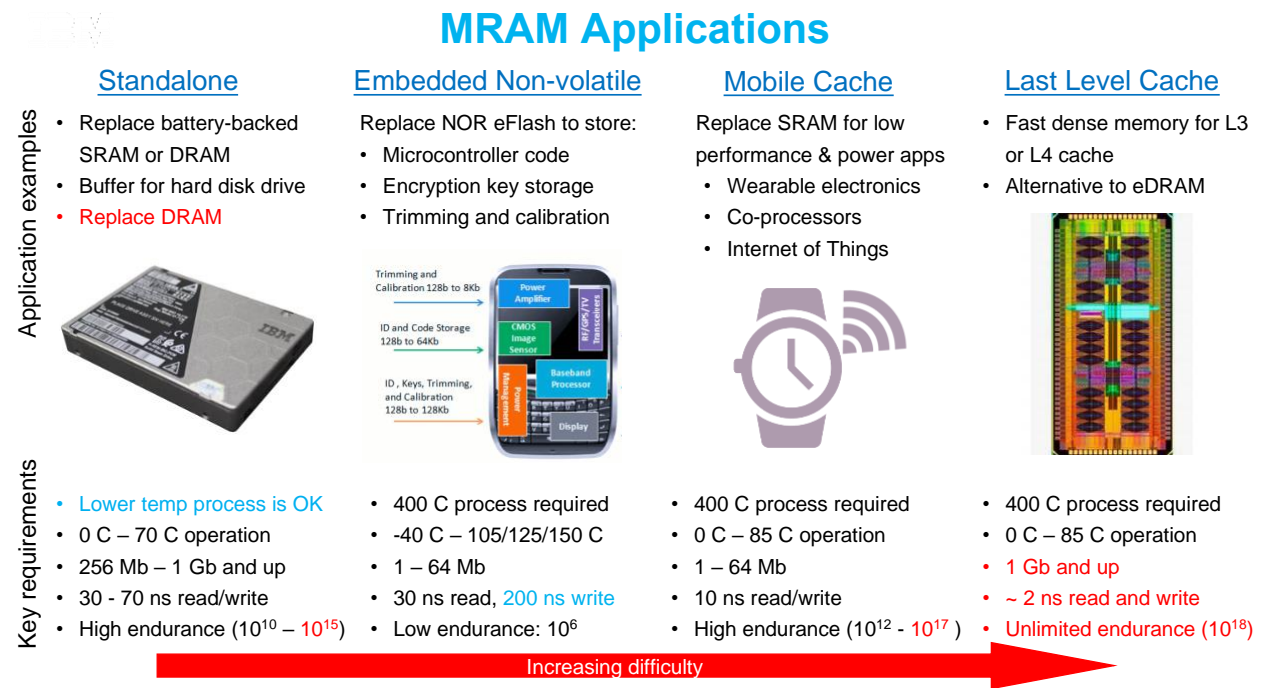 MRAM Applications
Standalone
Embedded Non-volatile
Mobile Cache
Last Level Cache
Application examples
• Replace battery-backed
SRAM or DRAM
• Buffer for hard disk drive
• Replace DRAM
Replace NOR eFlash to store:
• Microcontroller code
• Encryption key storage
• Trimming and calibration
Replace SRAM for low
performance & power apps
• Wearable electronics
• Co-processors
• Internet of Things
• Fast dense memory for L3
or L4 cache
• Alternative to eDRAM
IBM
Trimming and
Calibration 128b to 8Kb
ID and Code Storage
128b to 64Kb
ID , Keys, Trimming,
and Calibration
128b to 128Kb
Power
Amplifier
RF/GPS/TV
Transceivers
CMOS
Image
Sensor
Baseband
Processor
Power
Management
Display
Key requirements
• Lower temp process is OK
• 0 C – 70 C operation
• 256 Mb – 1 Gb and up
• 30 - 70 ns read/write
• High endurance (10¹⁰ – 10¹⁵)
• 400 C process required
• -40 C – 105/125/150 C
• 1 – 64 Mb
• 30 ns read, 200 ns write
• Low endurance: 10⁶
• 400 C process required
• 0 C – 85 C operation
• 1 – 64 Mb
• 10 ns read/write
• High endurance (10¹² - 10¹⁷ )
• 400 C process required
• 0 C – 85 C operation
• 1 Gb and up
• ~ 2 ns read and write
• Unlimited endurance (10¹⁸)
Increasing difficulty